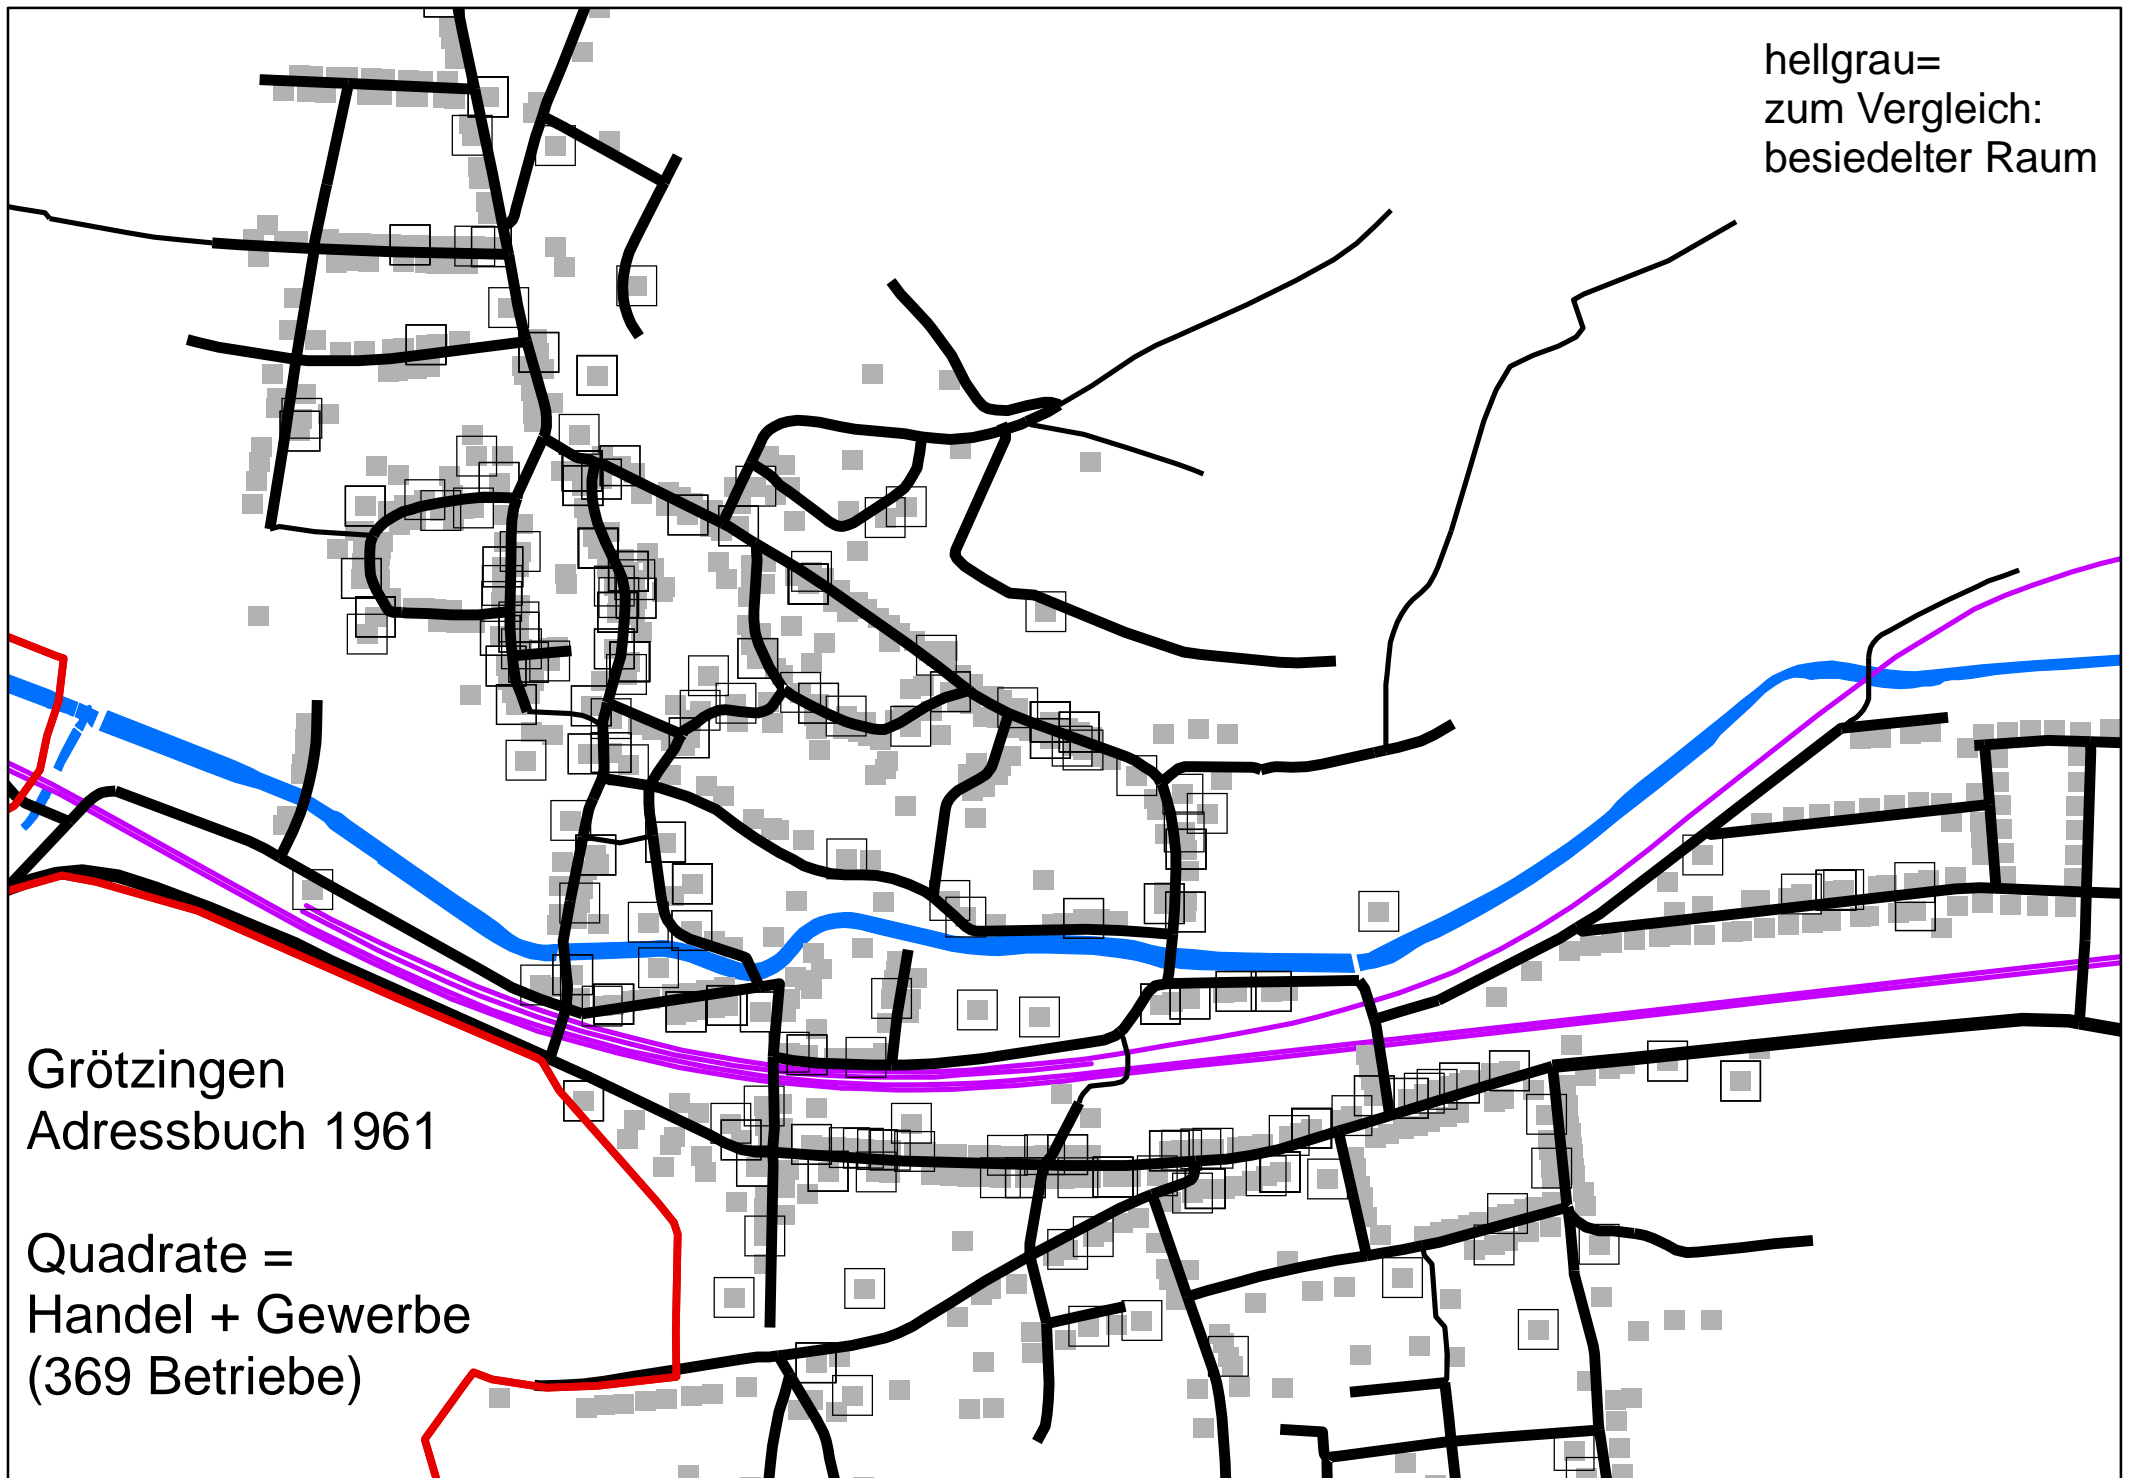 hellgrau=
zum Vergleich:
besiedelter Raum
Grötzingen
Adressbuch 1961
Quadrate =
Handel + Gewerbe
(369 Betriebe)